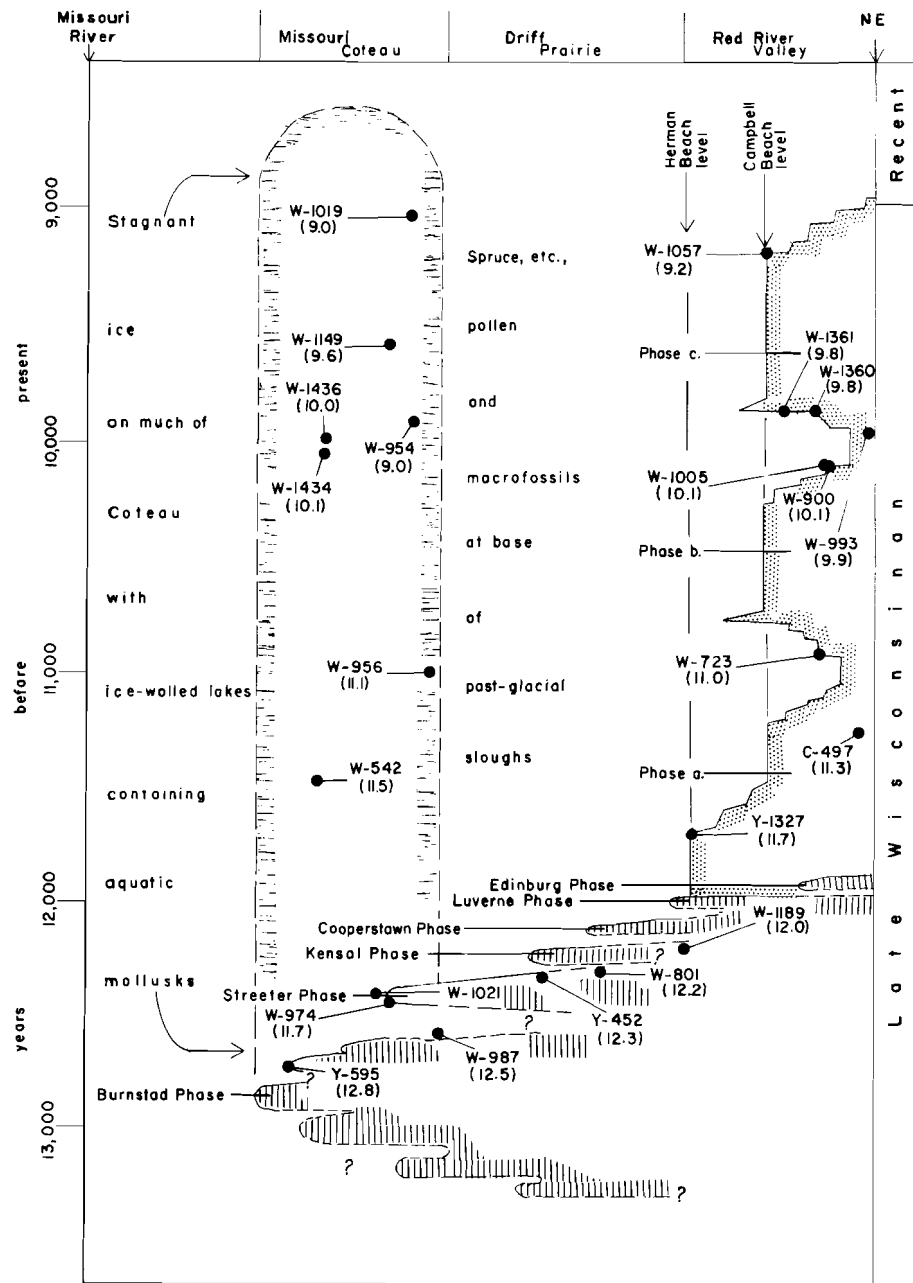 Missouri
River
Missouri
Coteau
Drift
Prairie
Red River
Valley
NE
Recent
Late Wisconsinan
years before present
9,000
10,000
11,000
12,000
13,000
Herman
Beach
level
Campbell
Beach
level
Stagnant
ice
on much of
Coteau
with
ice-walled lakes
containing
aquatic
mollusks
Spruce, etc.,
pollen
and
macrofossils
at base
of
post-glacial
sloughs
W-1019
(9.0)
W-1149
(9.6)
W-1436
(10.0)
W-954
(9.0)
W-1434
(10.1)
W-956
(11.1)
W-542
(11.5)
W-1057
(9.2)
Phase c.
W-1361
(9.8)
W-1360
(9.8)
W-1005
(10.1)
W-900
(10.1)
W-993
(9.9)
Phase b.
W-723
(11.0)
C-497
(11.3)
Phase a.
Y-1327
(11.7)
Edinburg Phase
Luverne Phase
Cooperstown Phase
W-1189
(12.0)
Kensal Phase
?
W-801
(12.2)
Streeter Phase
W-1021
W-974
(11.7)
Y-452
(12.3)
?
W-987
(12.5)
Y-595
(12.8)
?
Burnstad Phase
?
?